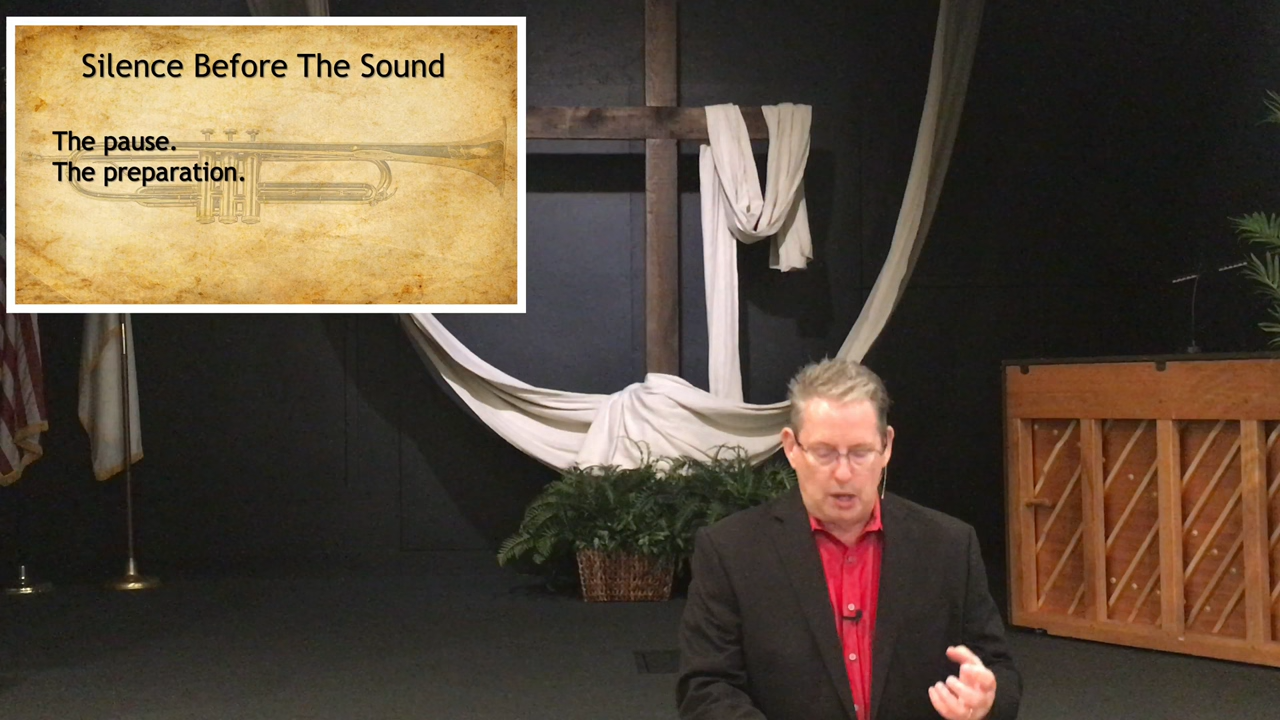 Silence Before The Sound
The pause.
The preparation.